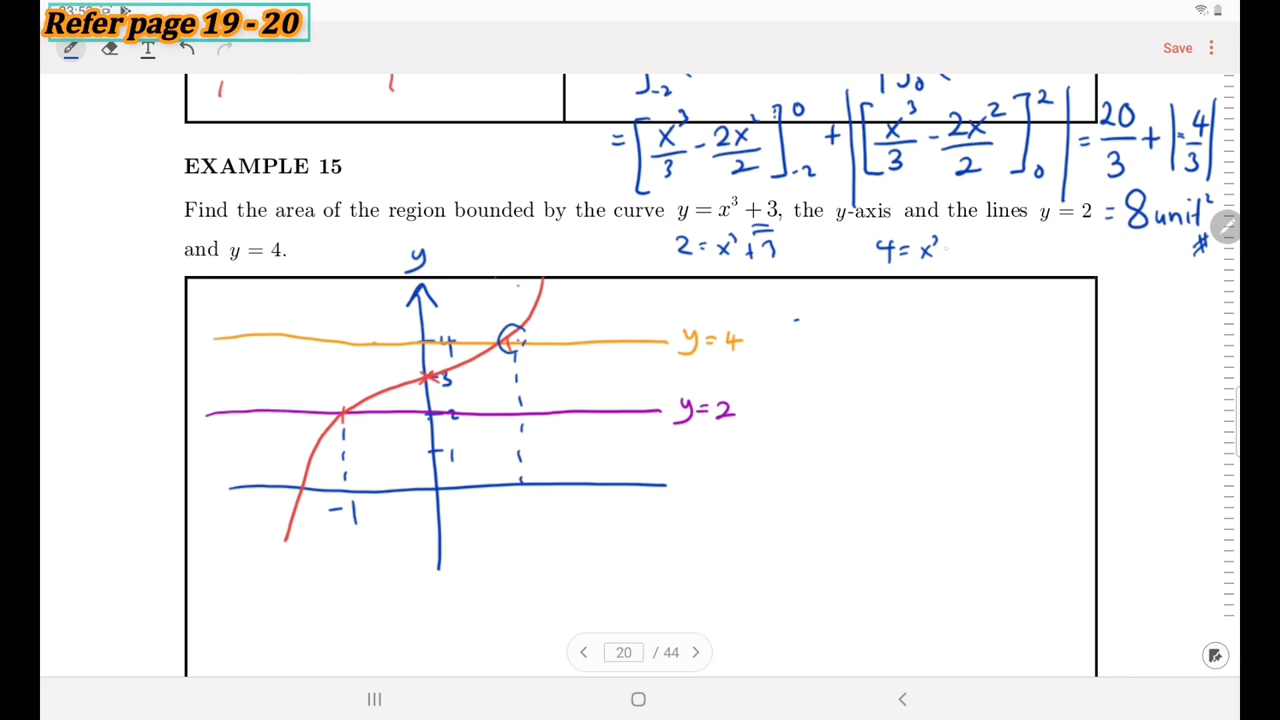 Refer page 19 - 20
T
Save
= [x³/3 - 2x²/2]₋₂⁰ + |[x³/3 - 2x²/2]₀²| = 20/3 + |-4/3|
EXAMPLE 15
Find the area of the region bounded by the curve y = x³ + 3, the y-axis and the lines y = 2
= 8 unit² #
and y = 4.
2 = x³ + 3
4 = x³
y
4
y = 4
3
2
y = 2
1
-1
20 / 44